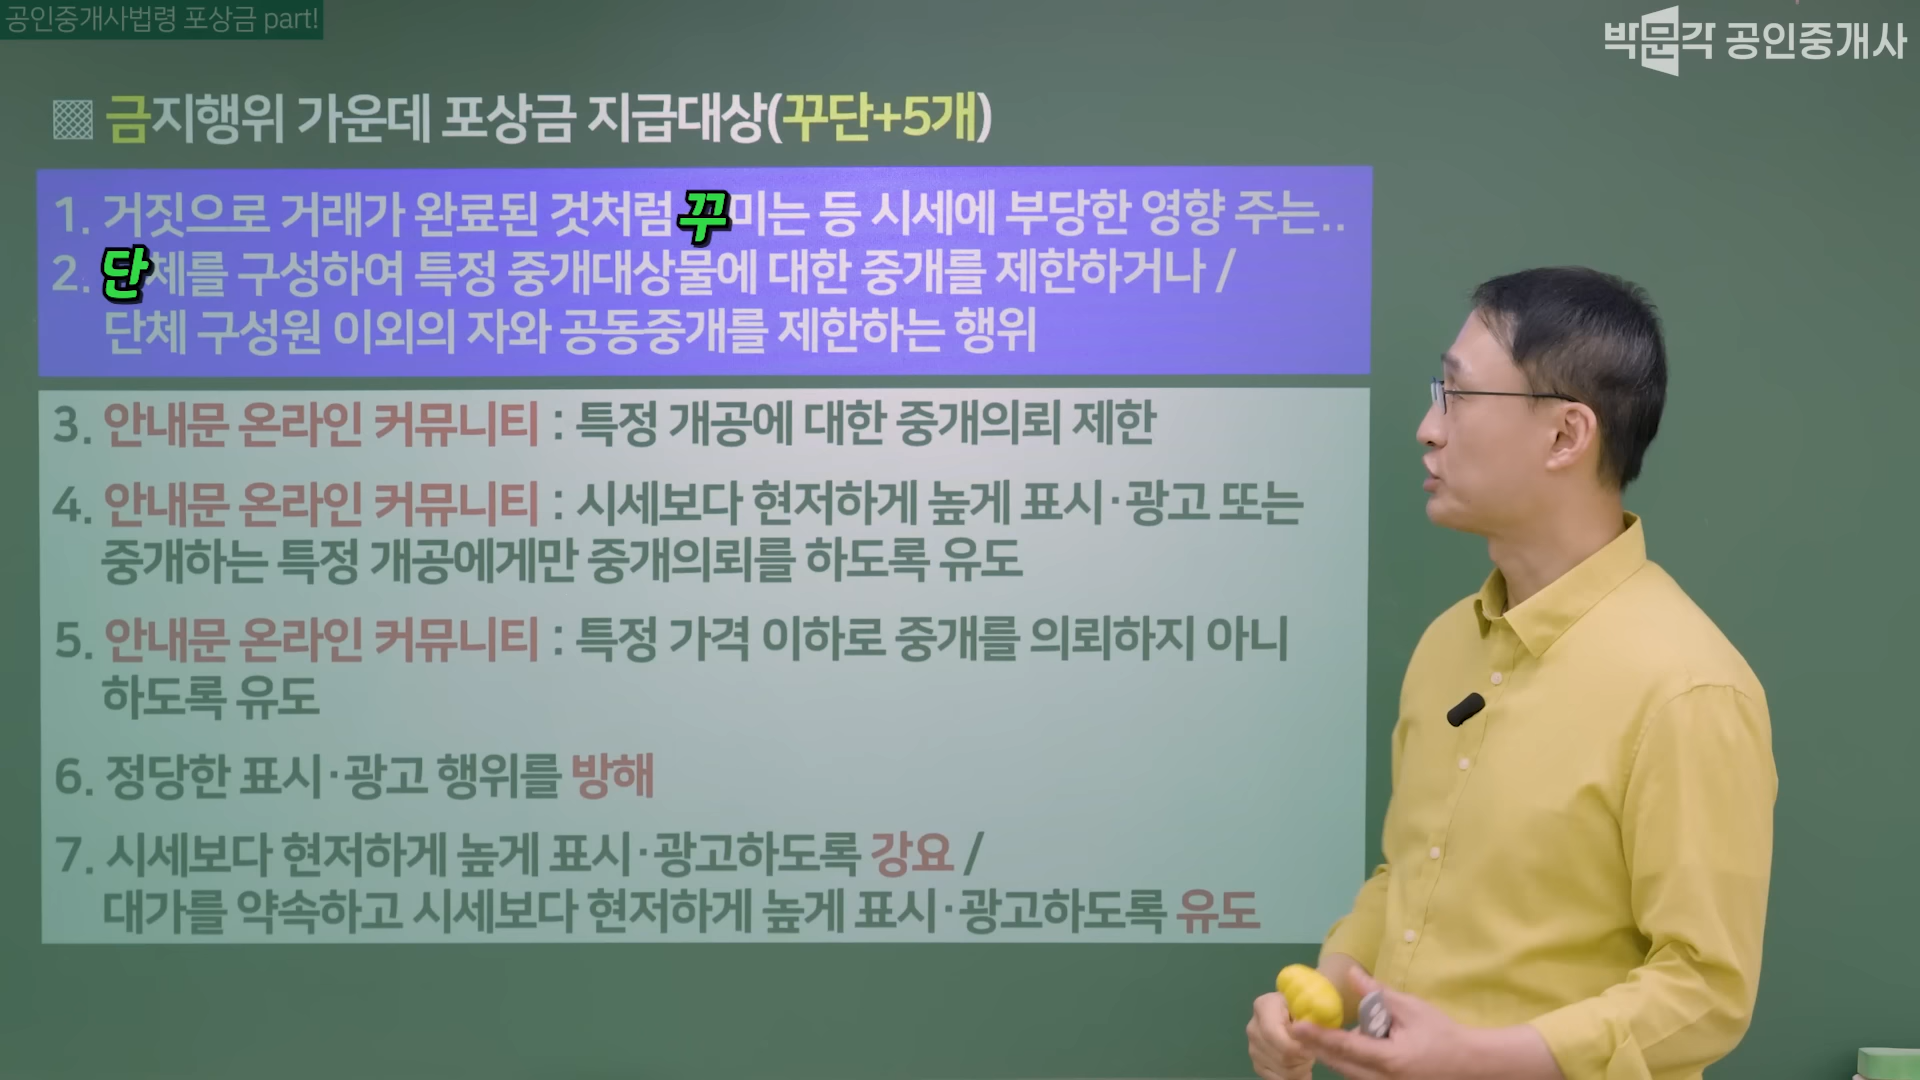 공인중개사법령 포상금 part!
박문각 공인중개사
▩ 금지행위 가운데 포상금 지급대상(꾸단+5개)
1. 거짓으로 거래가 완료된 것처럼 꾸미는 등 시세에 부당한 영향 주는..
2. 단체를 구성하여 특정 중개대상물에 대한 중개를 제한하거나 /
단체 구성원 이외의 자와 공동중개를 제한하는 행위
3. 안내문 온라인 커뮤니티 : 특정 개공에 대한 중개의뢰 제한
4. 안내문 온라인 커뮤니티 : 시세보다 현저하게 높게 표시·광고 또는
중개하는 특정 개공에게만 중개의뢰를 하도록 유도
5. 안내문 온라인 커뮤니티 : 특정 가격 이하로 중개를 의뢰하지 아니
하도록 유도
6. 정당한 표시·광고 행위를 방해
7. 시세보다 현저하게 높게 표시·광고하도록 강요 /
대가를 약속하고 시세보다 현저하게 높게 표시·광고하도록 유도